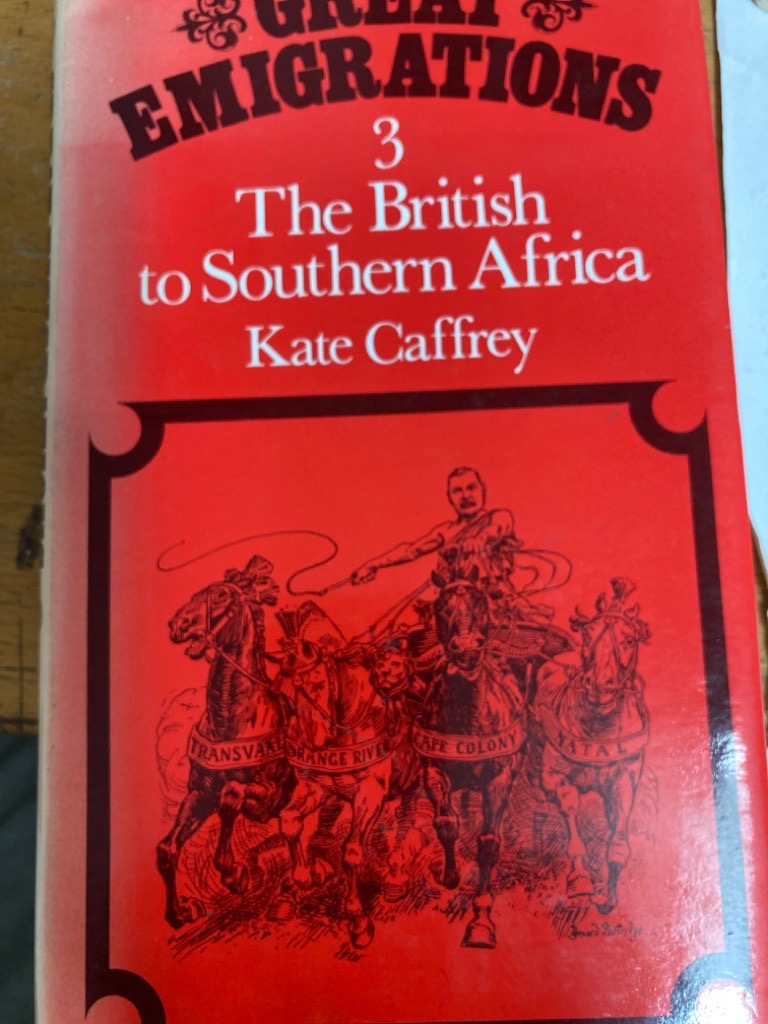 GREAT
EMIGRATIONS
3
The British
to Southern Africa
Kate Caffrey
TRANSVAAL ORANGE RIVER CAPE COLONY NATAL